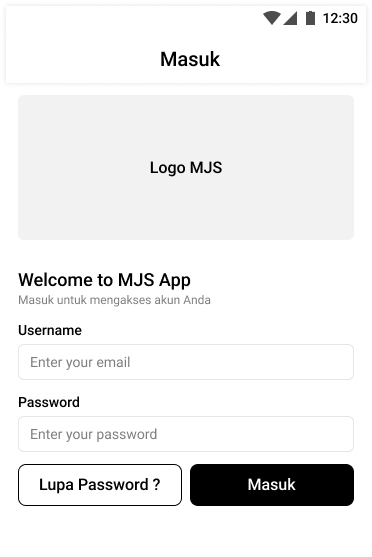 12:30
Masuk
Logo MJS
Welcome to MJS App
Masuk untuk mengakses akun Anda
Username
Enter your email
Password
Enter your password
Lupa Password ? Masuk